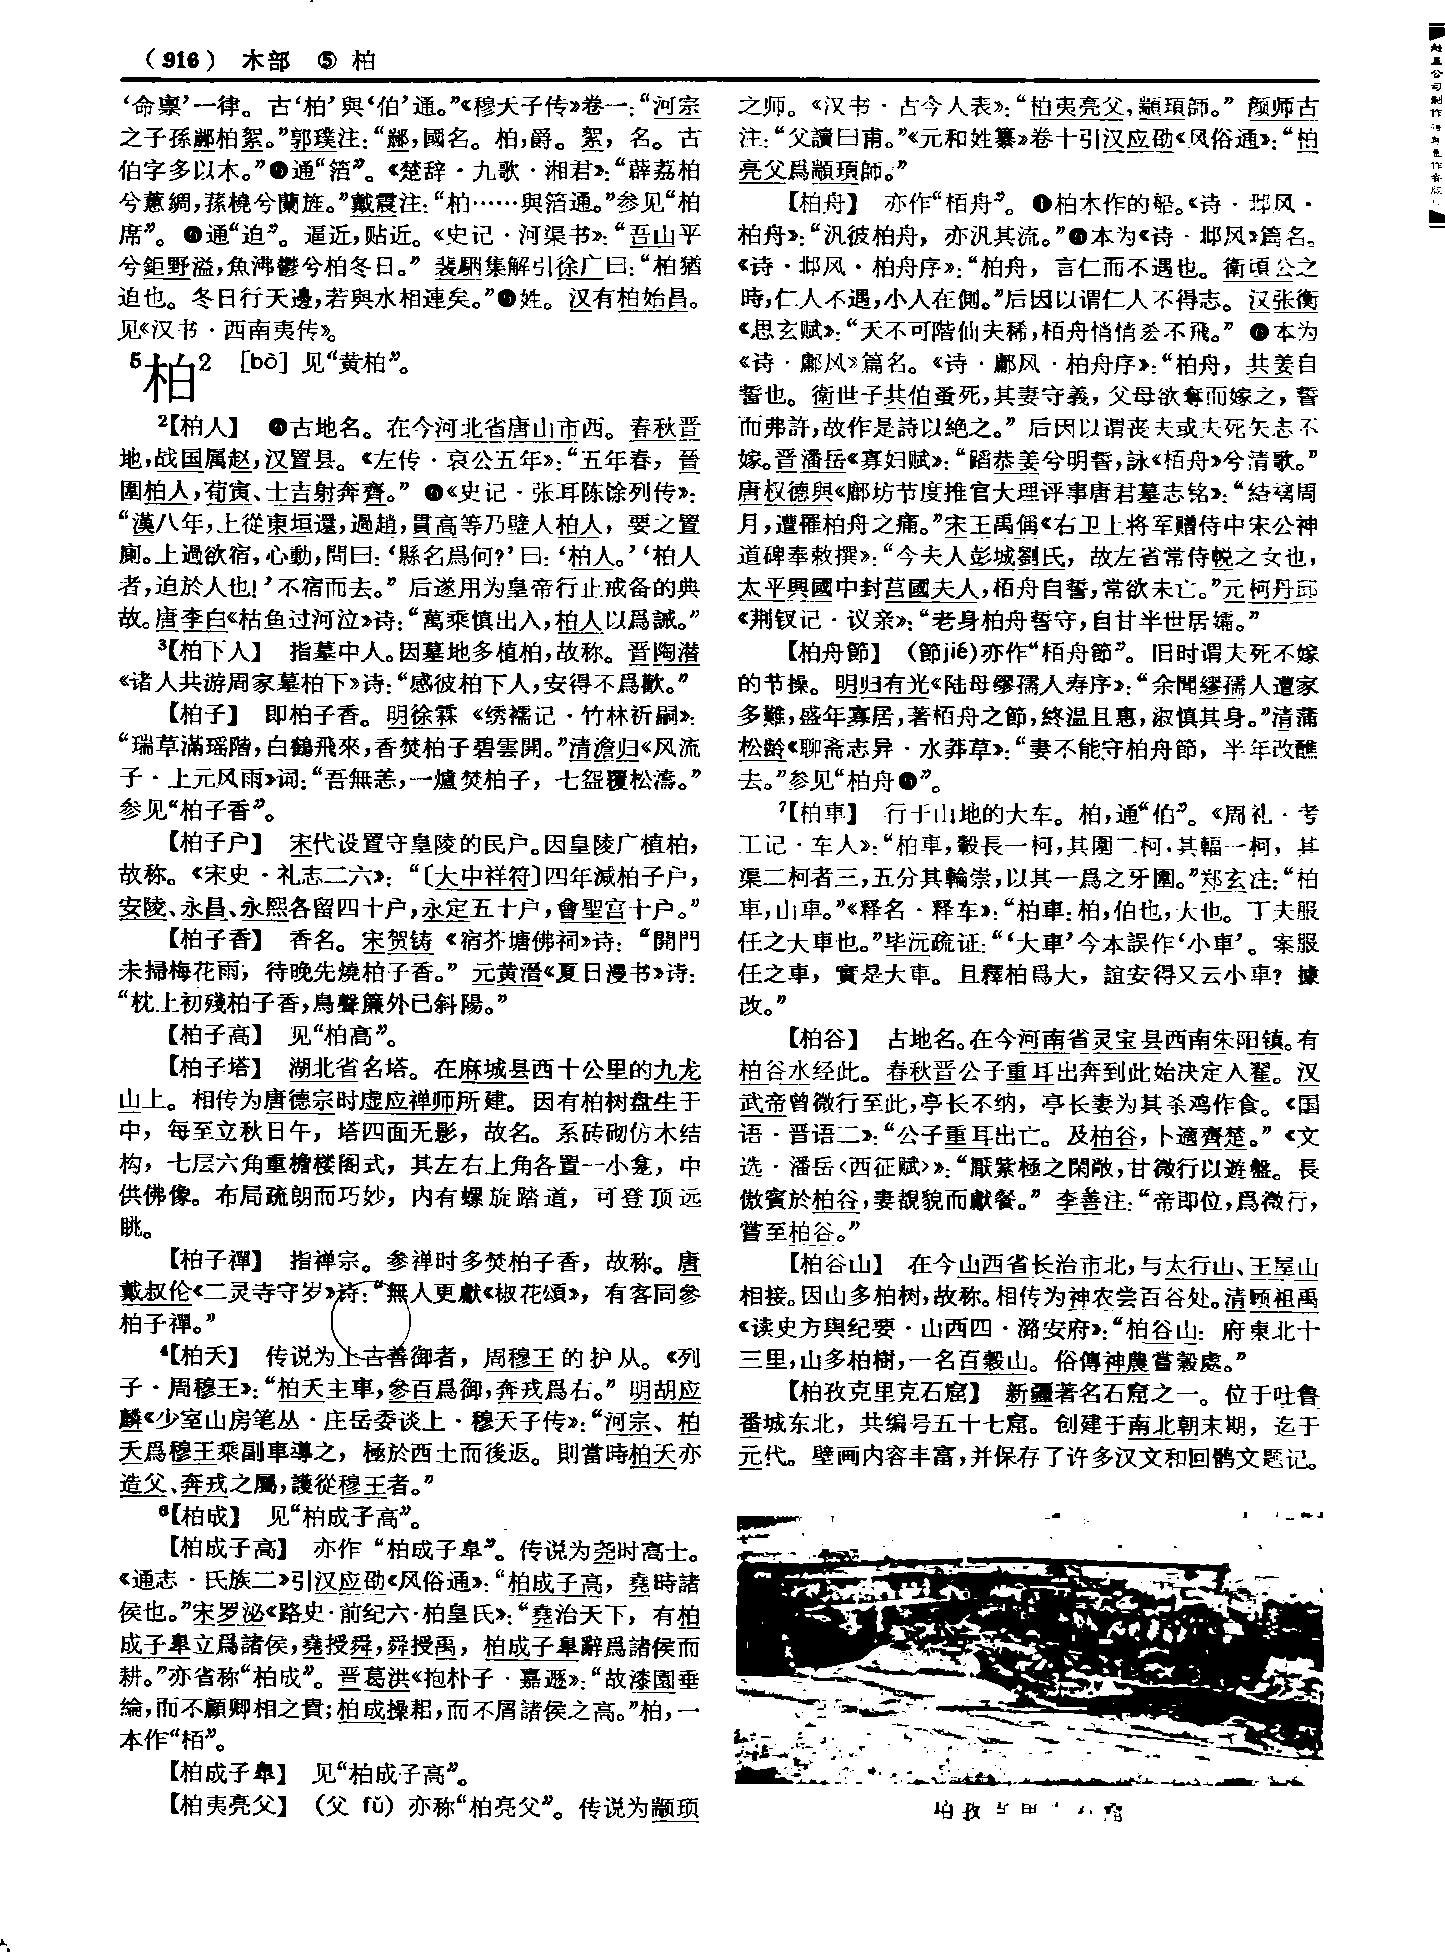 （916） 木部 ⑤ 柏
‘命稟’一律。古‘柏’與‘伯’通。”《穆天子传》卷一：“河宗
之子孫䣙柏絮。”郭璞注：“䣙，國名。柏，爵。絮，名。古
伯字多以木。”通“箔”。《楚辞·九歌·湘君》：“薜荔柏
兮蕙綢，蓀橈兮蘭旌。”戴震注：“柏……與箔通。”参见“柏
席”。通“迫”。逼近，贴近。《史记·河渠书》：“吾山平
兮鉅野溢，魚沸鬱兮柏冬日。”裴駰集解引徐广曰：“柏猶
迫也。冬日行天邊，若與水相連矣。”姓。汉有柏始昌。
见《汉书·西南夷传》。
5柏2 ［bò］见“黄柏”。
2【柏人】 古地名。在今河北省唐山市西。春秋晋
地，战国属赵，汉置县。《左传·哀公五年》：“五年春，晉
圍柏人，荀寅、士吉射奔齊。”《史记·张耳陈馀列传》：
“漢八年，上從東垣還，過趙，貫高等乃壁人柏人，要之置
廁。上過欲宿，心動，問曰：‘縣名爲何？’曰：‘柏人。’‘柏人
者，迫於人也！’不宿而去。”后遂用为皇帝行止戒备的典
故。唐李白《枯鱼过河泣》诗：“萬乘慎出入，柏人以爲誡。”
3【柏下人】 指墓中人。因墓地多植柏，故称。晋陶潜
《诸人共游周家墓柏下》诗：“感彼柏下人，安得不爲歡。”
【柏子】 即柏子香。明徐霖《绣襦记·竹林祈嗣》：
“瑞草滿瑶階，白鶴飛來，香焚柏子碧雲開。”清澹归《风流
子·上元风雨》词：“吾無恙，一爐焚柏子，七盌覆松濤。”
参见“柏子香”。
【柏子户】 宋代设置守皇陵的民户。因皇陵广植柏，
故称。《宋史·礼志二六》：“〔大中祥符〕四年减柏子户，
安陵、永昌、永熙各留四十户，永定五十户，會聖宫十户。”
【柏子香】 香名。宋贺铸《宿芥塘佛祠》诗：“開門
未掃梅花雨，待晚先燒柏子香。”元黄溍《夏日漫书》诗：
“枕上初殘柏子香，鳥聲簾外已斜陽。”
【柏子高】 见“柏高”。
【柏子塔】 湖北省名塔。在麻城县西十公里的九龙
山上。相传为唐德宗时虚应禅师所建。因有柏树盘生于
中，每至立秋日午，塔四面无影，故名。系砖砌仿木结
构，七层六角重檐楼阁式，其左右上角各置一小龛，中
供佛像。布局疏朗而巧妙，内有螺旋踏道，可登顶远
眺。
【柏子禪】 指禅宗。参禅时多焚柏子香，故称。唐
戴叔伦《二灵寺守岁》诗：“無人更獻《椒花頌》，有客同參
柏子禪。”
4【柏夭】 传说为上古善御者，周穆王的护从。《列
子·周穆王》：“柏夭主車，參百爲御，奔戎爲右。”明胡应
麟《少室山房笔丛·庄岳委谈上·穆天子传》：“河宗、柏
夭爲穆王乘副車導之，極於西土而後返。則當時柏夭亦
造父、奔戎之屬，護從穆王者。”
6【柏成】 见“柏成子高”。
【柏成子高】 亦作“柏成子皋”。传说为尧时高士。
《通志·氏族二》引汉应劭《风俗通》：“柏成子高，堯時諸
侯也。”宋罗泌《路史·前纪六·柏皇氏》：“堯治天下，有柏
成子皋立爲諸侯，堯授舜，舜授禹，柏成子皋辭爲諸侯而
耕。”亦省称“柏成”。晋葛洪《抱朴子·嘉遯》：“故漆園垂
綸，而不顧卿相之貴；柏成操耜，而不屑諸侯之高。”柏，一
本作“栢”。
【柏成子皋】 见“柏成子高”。
【柏夷亮父】 （父 fǔ）亦称“柏亮父”。传说为颛顼
之师。《汉书·古今人表》：“柏夷亮父，顓頊師。”颜师古
注：“父讀曰甫。”《元和姓纂》卷十引汉应劭《风俗通》：“柏
亮父爲顓頊師。”
【柏舟】 亦作“栢舟”。❶柏木作的船。《诗·邶风·
柏舟》：“汎彼柏舟，亦汎其流。”❷本为《诗·邶风》篇名。
《诗·邶风·柏舟序》：“柏舟，言仁而不遇也。衛頃公之
時，仁人不遇，小人在側。”后因以谓仁人不得志。汉张衡
《思玄赋》：“天不可階仙夫稀，栢舟悄悄吝不飛。”❸本为
《诗·鄘风》篇名。《诗·鄘风·柏舟序》：“柏舟，共姜自
誓也。衛世子共伯蚤死，其妻守義，父母欲奪而嫁之，誓
而弗許，故作是詩以絶之。”后因以谓丧夫或夫死矢志不
嫁。晋潘岳《寡妇赋》：“蹈恭姜兮明誓，詠《栢舟》兮清歌。”
唐权德舆《鄜坊节度推官大理评事唐君墓志铭》：“結褵周
月，遭罹柏舟之痛。”宋王禹偁《右卫上将军赠侍中宋公神
道碑奉敕撰》：“今夫人彭城劉氏，故左省常侍悦之女也，
太平興國中封莒國夫人，栢舟自誓，常欲未亡。”元柯丹邱
《荆钗记·议亲》：“老身柏舟誓守，自甘半世居孀。”
【柏舟節】 （節jié）亦作“栢舟節”。旧时谓夫死不嫁
的节操。明归有光《陆母缪孺人寿序》：“余聞繆孺人遭家
多難，盛年寡居，著栢舟之節，終温且惠，淑慎其身。”清蒲
松龄《聊斋志异·水莽草》：“妻不能守柏舟節，半年改醮
去。”参见“柏舟❸”。
7【柏車】 行于山地的大车。柏，通“伯”。《周礼·考
工记·车人》：“柏車，轂長一柯，其圍二柯，其輻一柯，其
渠二柯者三，五分其輪崇，以其一爲之牙圍。”郑玄注：“柏
車，山車。”《释名·释车》：“柏車：柏，伯也，大也。丁夫服
任之大車也。”毕沅疏证：“‘大車’今本誤作‘小車’。案服
任之車，實是大車。且釋柏爲大，誼安得又云小車？據
改。”
【柏谷】 古地名。在今河南省灵宝县西南朱阳镇。有
柏谷水经此。春秋晋公子重耳出奔到此始决定入翟。汉
武帝曾微行至此，亭长不纳，亭长妻为其杀鸡作食。《国
语·晋语二》：“公子重耳出亡。及柏谷，卜適齊楚。”《文
选·潘岳〈西征赋〉》：“厭紫極之閑敞，甘微行以遊盤。長
傲賓於柏谷，妻覩貌而獻餐。”李善注：“帝即位，爲微行，
嘗至柏谷。”
【柏谷山】 在今山西省长治市北，与太行山、王屋山
相接。因山多柏树，故称。相传为神农尝百谷处。清顾祖禹
《读史方舆纪要·山西四·潞安府》：“柏谷山：府東北十
三里，山多柏樹，一名百穀山。俗傳神農嘗穀處。”
【柏孜克里克石窟】 新疆著名石窟之一。位于吐鲁
番城东北，共编号五十七窟。创建于南北朝末期，迄于
元代。壁画内容丰富，并保存了许多汉文和回鹘文题记。